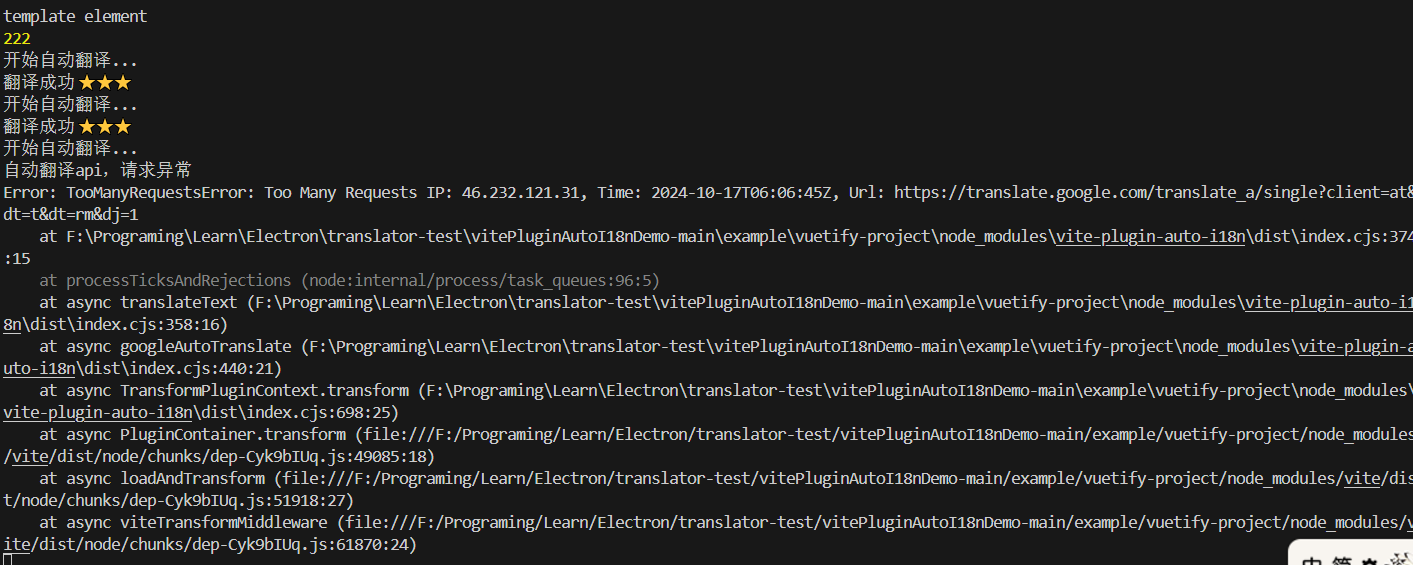 template element
222
开始自动翻译...
翻译成功⭐⭐⭐
开始自动翻译...
翻译成功⭐⭐⭐
开始自动翻译...
自动翻译api，请求异常
Error: TooManyRequestsError: Too Many Requests IP: 46.232.121.31, Time: 2024-10-17T06:06:45Z, Url: https://translate.google.com/translate_a/single?client=at&
dt=t&dt=rm&dj=1
    at F:\Programing\Learn\Electron\translator-test\vitePluginAutoI18nDemo-main\example\vuetify-project\node_modules\vite-plugin-auto-i18n\dist\index.cjs:374
:15
    at processTicksAndRejections (node:internal/process/task_queues:96:5)
    at async translateText (F:\Programing\Learn\Electron\translator-test\vitePluginAutoI18nDemo-main\example\vuetify-project\node_modules\vite-plugin-auto-i1
8n\dist\index.cjs:358:16)
    at async googleAutoTranslate (F:\Programing\Learn\Electron\translator-test\vitePluginAutoI18nDemo-main\example\vuetify-project\node_modules\vite-plugin-a
uto-i18n\dist\index.cjs:440:21)
    at async TransformPluginContext.transform (F:\Programing\Learn\Electron\translator-test\vitePluginAutoI18nDemo-main\example\vuetify-project\node_modules\
vite-plugin-auto-i18n\dist\index.cjs:698:25)
    at async PluginContainer.transform (file:///F:/Programing/Learn/Electron/translator-test/vitePluginAutoI18nDemo-main/example/vuetify-project/node_modules
/vite/dist/node/chunks/dep-Cyk9bIUq.js:49085:18)
    at async loadAndTransform (file:///F:/Programing/Learn/Electron/translator-test/vitePluginAutoI18nDemo-main/example/vuetify-project/node_modules/vite/dis
t/node/chunks/dep-Cyk9bIUq.js:51918:27)
    at async viteTransformMiddleware (file:///F:/Programing/Learn/Electron/translator-test/vitePluginAutoI18nDemo-main/example/vuetify-project/node_modules/v
ite/dist/node/chunks/dep-Cyk9bIUq.js:61870:24)